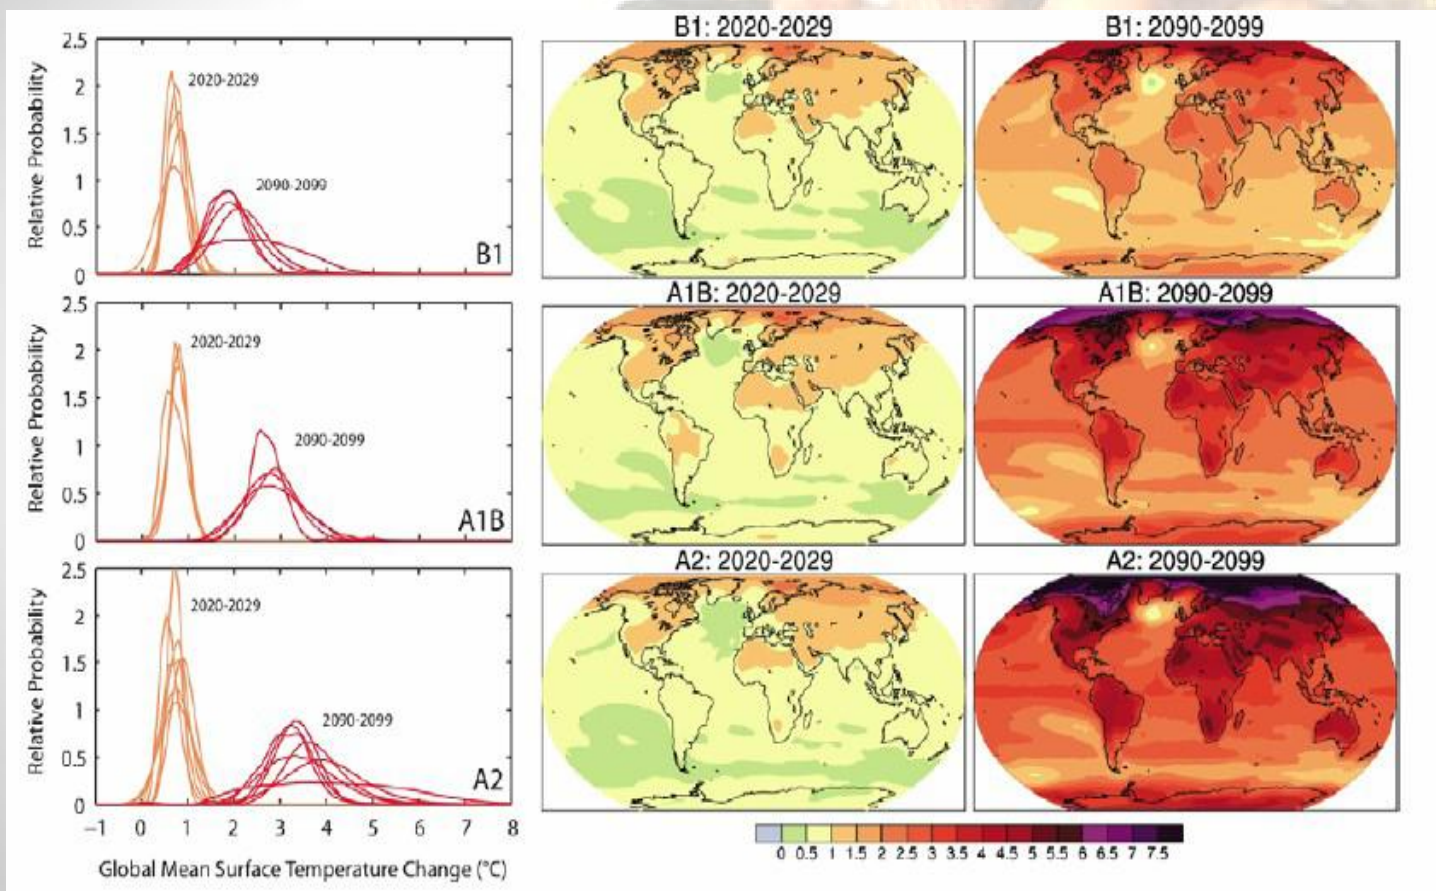 B1: 2020-2029
B1: 2090-2099
2.5
2
1.5
1
0.5
0
Relative Probability
2020-2029
2090-2099
B1
A1B: 2020-2029
A1B: 2090-2099
2.5
2
1.5
1
0.5
0
Relative Probability
2020-2029
2090-2099
A1B
A2: 2020-2029
A2: 2090-2099
2.5
2
1.5
1
0.5
0
Relative Probability
2020-2029
2090-2099
A2
−1 0 1 2 3 4 5 6 7 8
Global Mean Surface Temperature Change (°C)
0 0.5 1 1.5 2 2.5 3 3.5 4 4.5 5 5.5 6 6.5 7 7.5